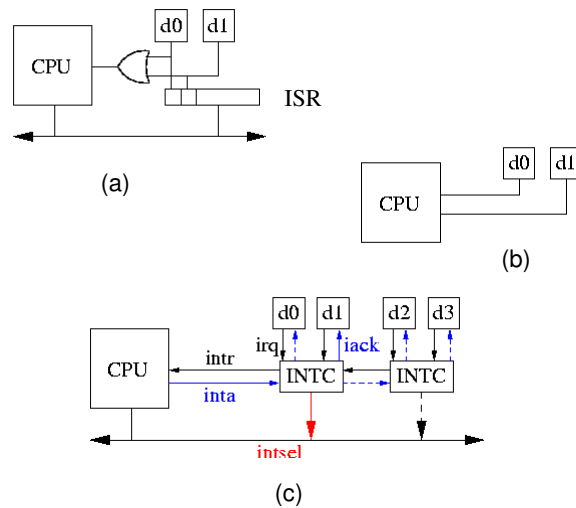 d0 d1
CPU
ISR
(a)
d0 d1
CPU
(b)
d0 d1 d2 d3
irq iack
CPU intr INTC INTC
inta
intsel
(c)